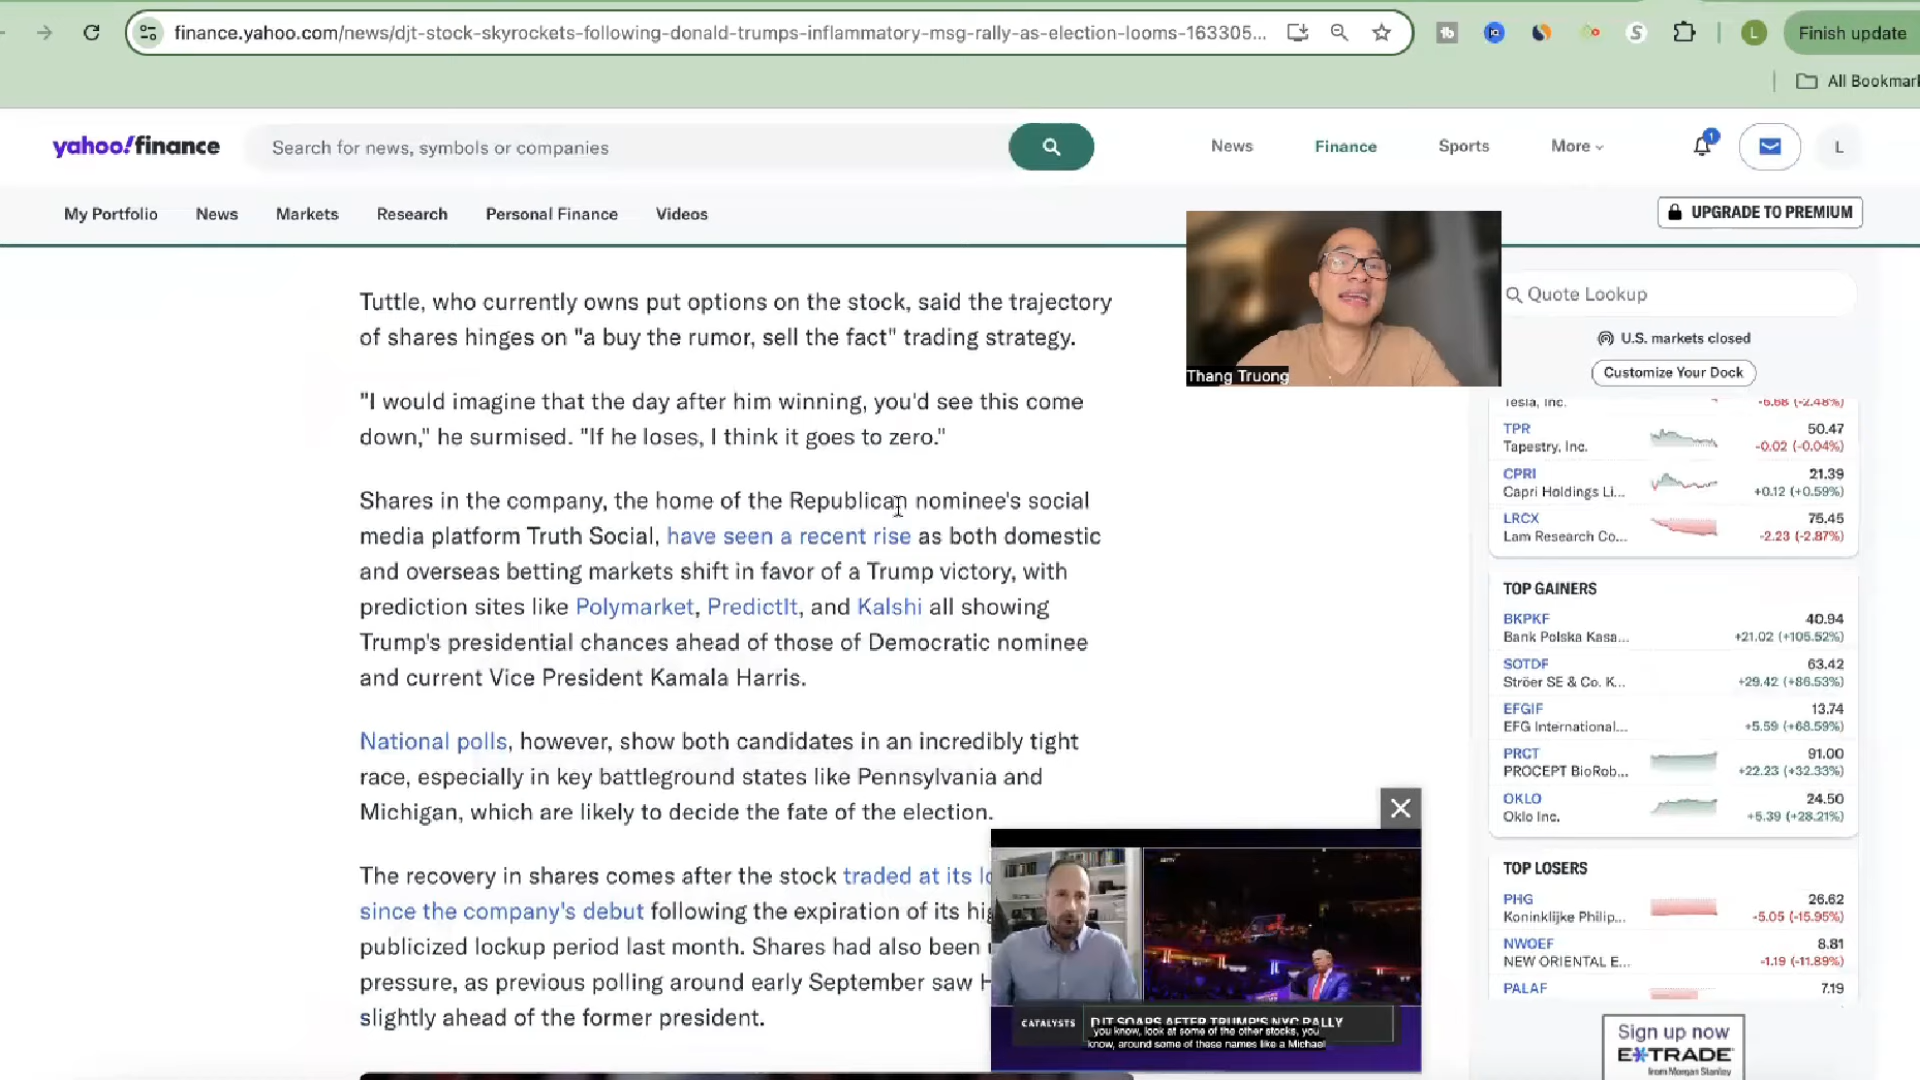 finance.yahoo.com/news/djt-stock-skyrockets-following-donald-trumps-inflammatory-msg-rally-as-election-looms-163305...
Finish update
All Bookmar
yahoo!finance
Search for news, symbols or companies
News
Finance
Sports
More
1
L
My Portfolio
News
Markets
Research
Personal Finance
Videos
UPGRADE TO PREMIUM
Tuttle, who currently owns put options on the stock, said the trajectory
of shares hinges on "a buy the rumor, sell the fact" trading strategy.
"I would imagine that the day after him winning, you'd see this come
down," he surmised. "If he loses, I think it goes to zero."
Shares in the company, the home of the Republican nominee's social
media platform Truth Social, have seen a recent rise as both domestic
and overseas betting markets shift in favor of a Trump victory, with
prediction sites like Polymarket, PredictIt, and Kalshi all showing
Trump's presidential chances ahead of those of Democratic nominee
and current Vice President Kamala Harris.
National polls, however, show both candidates in an incredibly tight
race, especially in key battleground states like Pennsylvania and
Michigan, which are likely to decide the fate of the election.
The recovery in shares comes after the stock traded at its lo
since the company's debut following the expiration of its hig
publicized lockup period last month. Shares had also been
pressure, as previous polling around early September saw H
slightly ahead of the former president.
Thang Truong
CATALYSTS
DJT SOARS AFTER TRUMP'S NYC RALLY
you know, look at some of the other stocks, you
know, around some of these names like a Michael
Quote Lookup
U.S. markets closed
Customize Your Dock
Tesla, Inc.
-6.68 (-2.48%)
TPR
50.47
Tapestry, Inc.
-0.02 (-0.04%)
CPRI
21.39
Capri Holdings Li...
+0.12 (+0.59%)
LRCX
75.45
Lam Research Co...
-2.23 (-2.87%)
TOP GAINERS
BKPKF
40.94
Bank Polska Kasa...
+21.02 (+105.52%)
SOTDF
63.42
Ströer SE & Co. K...
+29.42 (+86.53%)
EFGIF
13.74
EFG International...
+5.59 (+68.59%)
PRCT
91.00
PROCEPT BioRob...
+22.23 (+32.33%)
OKLO
24.50
Oklo Inc.
+5.39 (+28.21%)
TOP LOSERS
PHG
26.62
Koninklijke Philip...
-5.05 (-15.95%)
NWOEF
8.81
NEW ORIENTAL E...
-1.19 (-11.89%)
PALAF
7.19
Sign up now
E*TRADE
from Morgan Stanley